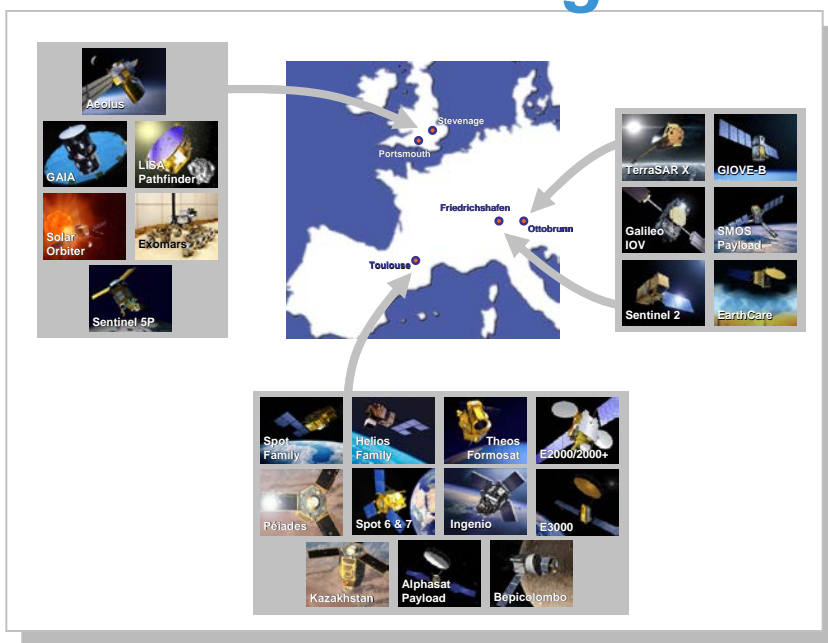 g
Aeolus
GAIA
LISA
Pathfinder
Solar
Orbiter
Exomars
Sentinel 5P
Stevenage
Portsmouth
Friedrichshafen
Ottobrunn
Toulouse
TerraSAR X
GIOVE-B
Galileo
IOV
SMOS
Payload
Sentinel 2
EarthCare
Spot
Family
Helios
Family
Theos
Formosat
E2000/2000+
Péiades
Spot 6 & 7
Ingenio
E3000
Kazakhstan
Alphasat
Payload
Bepicolombo